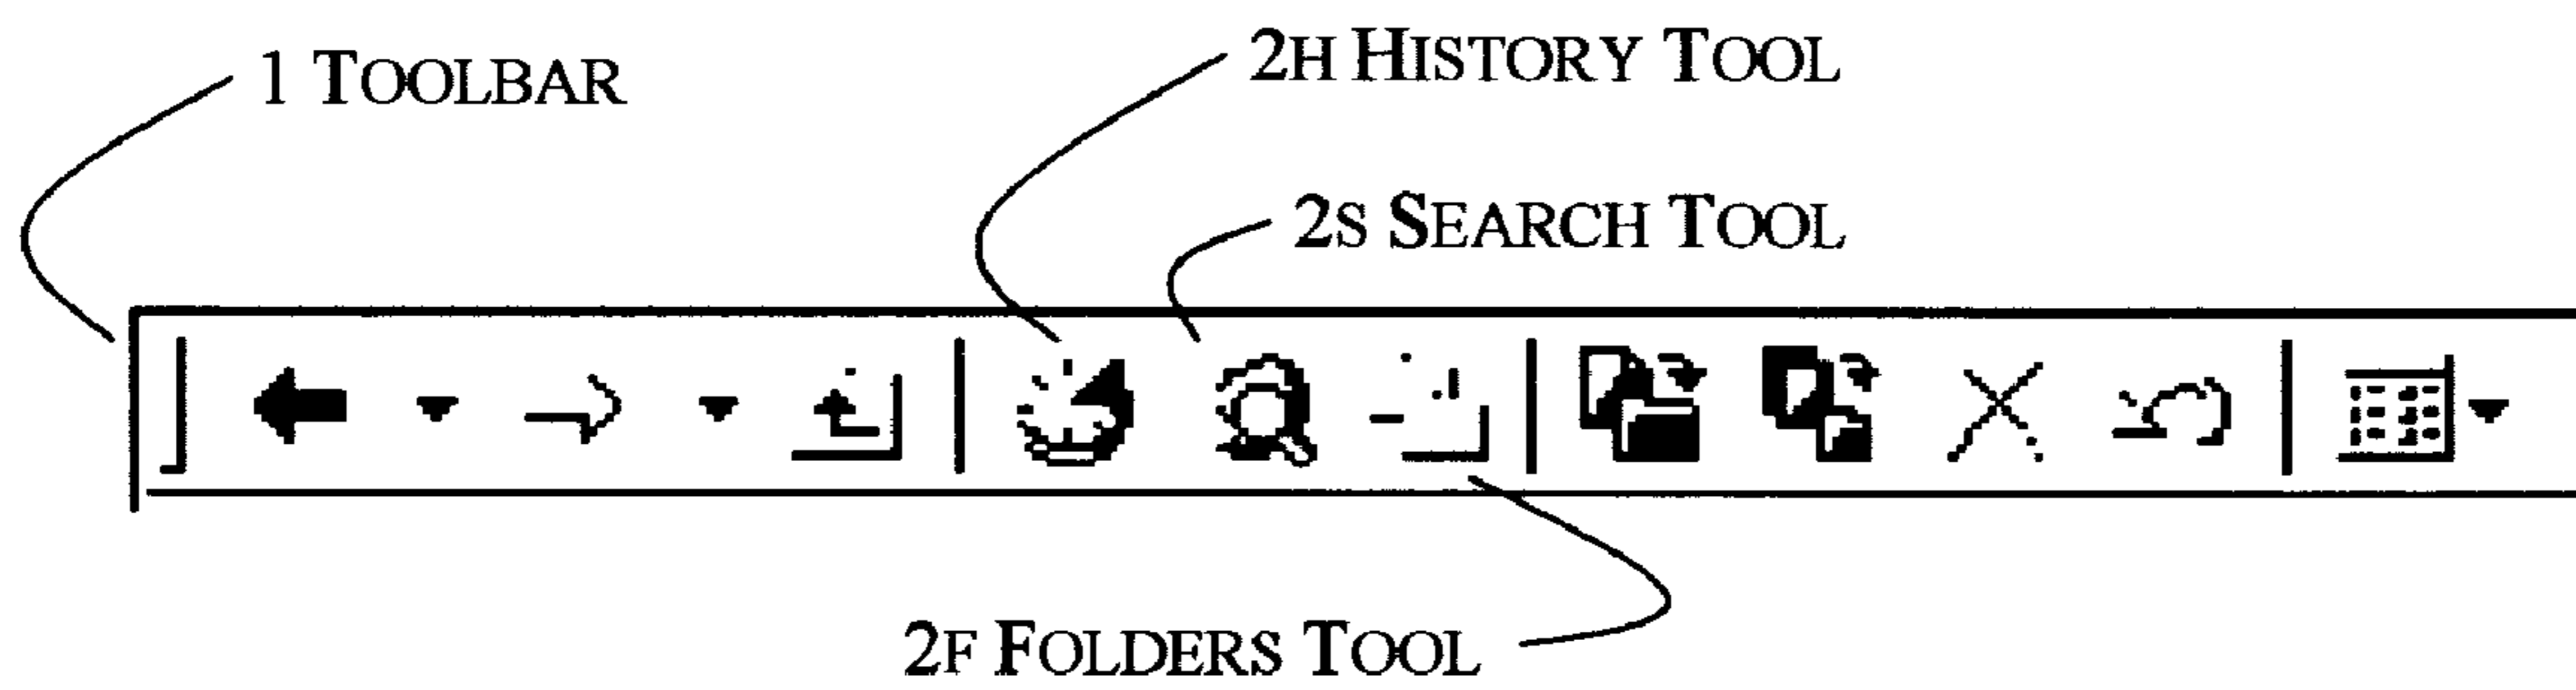 1 TOOLBAR
2H HISTORY TOOL
2S SEARCH TOOL
2F FOLDERS TOOL